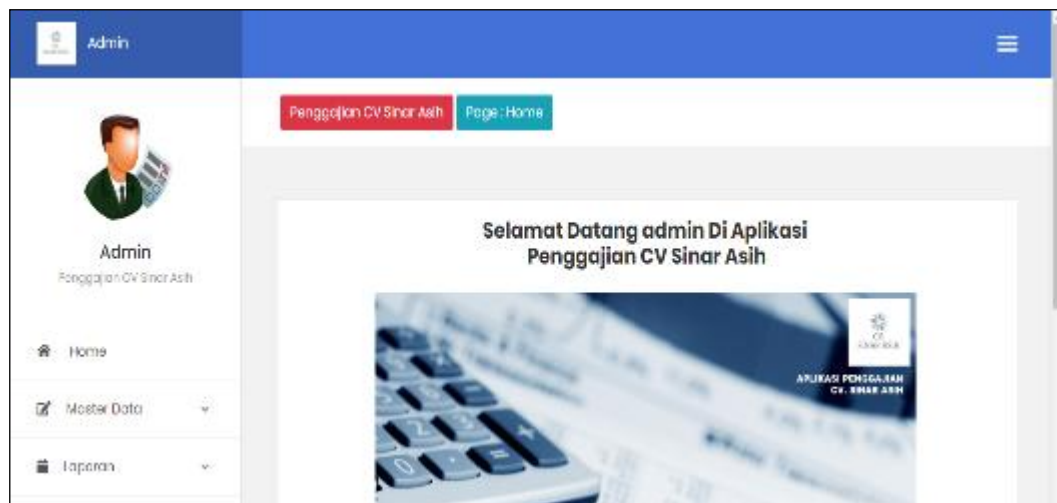 Admin
Penggajian CV Sinar Asih
Page : Home
Admin
Penggajian CV Sinar Asih
Home
Master Data
Laporan
Selamat Datang admin Di Aplikasi
Penggajian CV Sinar Asih
APLIKASI PENGGAJIAN
CV. SINAR ASIH